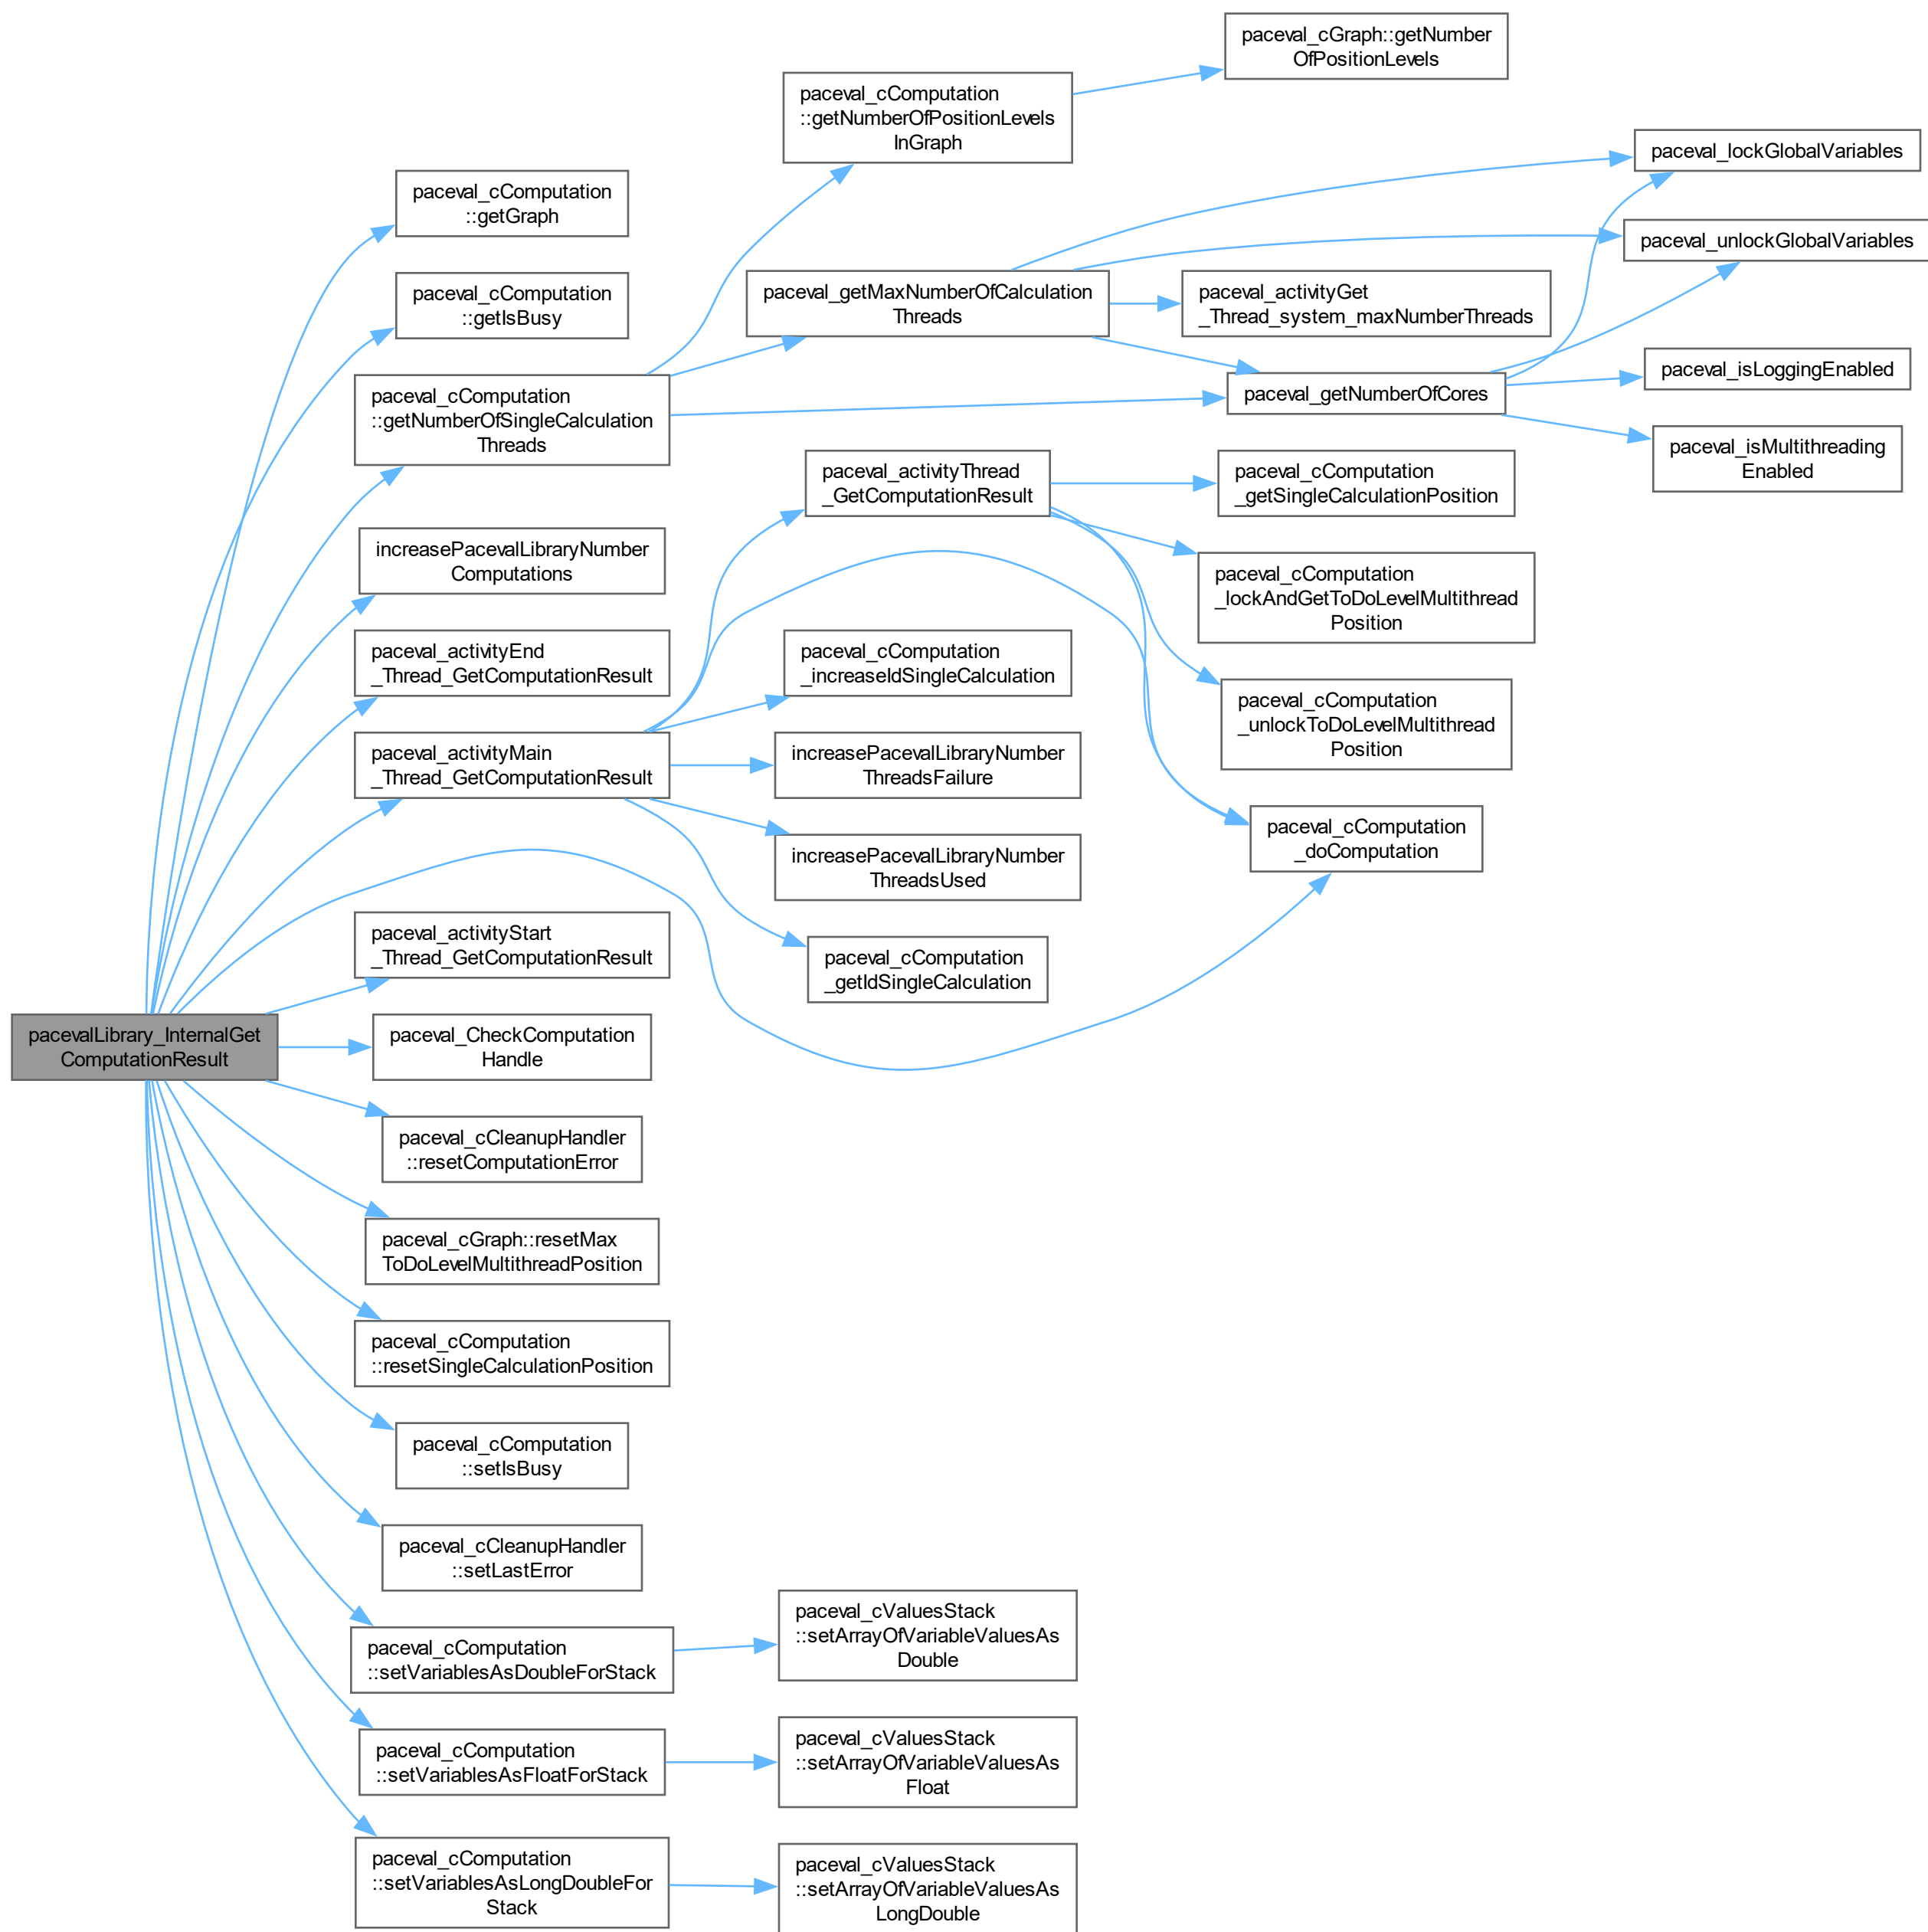 pacevalLibrary_InternalGet
ComputationResult
paceval_cComputation
::getGraph
paceval_cComputation
::getIsBusy
paceval_cComputation
::getNumberOfSingleCalculation
Threads
increasePacevalLibraryNumber
Computations
paceval_activityEnd
_Thread_GetComputationResult
paceval_activityMain
_Thread_GetComputationResult
paceval_activityStart
_Thread_GetComputationResult
paceval_CheckComputation
Handle
paceval_cCleanupHandler
::resetComputationError
paceval_cGraph::resetMax
ToDoLevelMultithreadPosition
paceval_cComputation
::resetSingleCalculationPosition
paceval_cComputation
::setIsBusy
paceval_cCleanupHandler
::setLastError
paceval_cComputation
::setVariablesAsDoubleForStack
paceval_cComputation
::setVariablesAsFloatForStack
paceval_cComputation
::setVariablesAsLongDoubleFor
Stack
paceval_cComputation
::getNumberOfPositionLevels
InGraph
paceval_getMaxNumberOfCalculation
Threads
paceval_activityThread
_GetComputationResult
paceval_cComputation
_increaseIdSingleCalculation
increasePacevalLibraryNumber
ThreadsFailure
increasePacevalLibraryNumber
ThreadsUsed
paceval_cComputation
_getIdSingleCalculation
paceval_cValuesStack
::setArrayOfVariableValuesAs
Double
paceval_cValuesStack
::setArrayOfVariableValuesAs
Float
paceval_cValuesStack
::setArrayOfVariableValuesAs
LongDouble
paceval_cGraph::getNumber
OfPositionLevels
paceval_activityGet
_Thread_system_maxNumberThreads
paceval_getNumberOfCores
paceval_cComputation
_getSingleCalculationPosition
paceval_cComputation
_lockAndGetToDoLevelMultithread
Position
paceval_cComputation
_unlockToDoLevelMultithread
Position
paceval_cComputation
_doComputation
paceval_lockGlobalVariables
paceval_unlockGlobalVariables
paceval_isLoggingEnabled
paceval_isMultithreading
Enabled